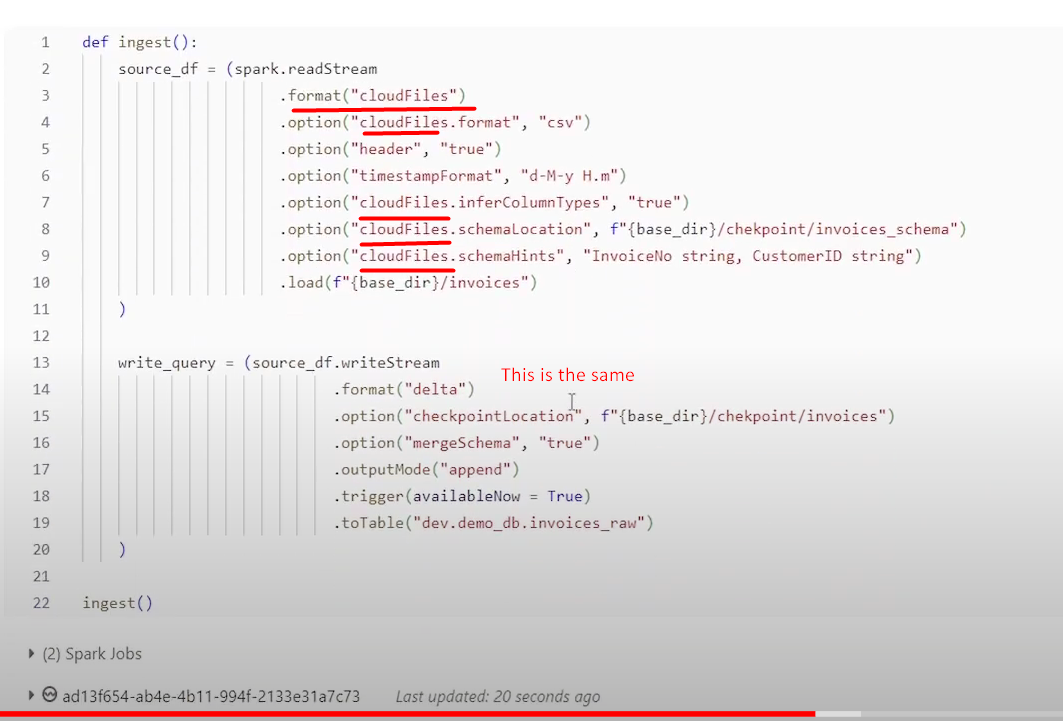 1 def ingest():
2 source_df = (spark.readStream
3 .format("cloudFiles")
4 .option("cloudFiles.format", "csv")
5 .option("header", "true")
6 .option("timestampFormat", "d-M-y H.m")
7 .option("cloudFiles.inferColumnTypes", "true")
8 .option("cloudFiles.schemaLocation", f"{base_dir}/chekpoint/invoices_schema")
9 .option("cloudFiles.schemaHints", "InvoiceNo string, CustomerID string")
10 .load(f"{base_dir}/invoices")
11 )
12
13 write_query = (source_df.writeStream
This is the same
14 .format("delta")
15 .option("checkpointLocation", f"{base_dir}/chekpoint/invoices")
16 .option("mergeSchema", "true")
17 .outputMode("append")
18 .trigger(availableNow = True)
19 .toTable("dev.demo_db.invoices_raw")
20 )
21
22 ingest()
(2) Spark Jobs
ad13f654-ab4e-4b11-994f-2133e31a7c73 Last updated: 20 seconds ago